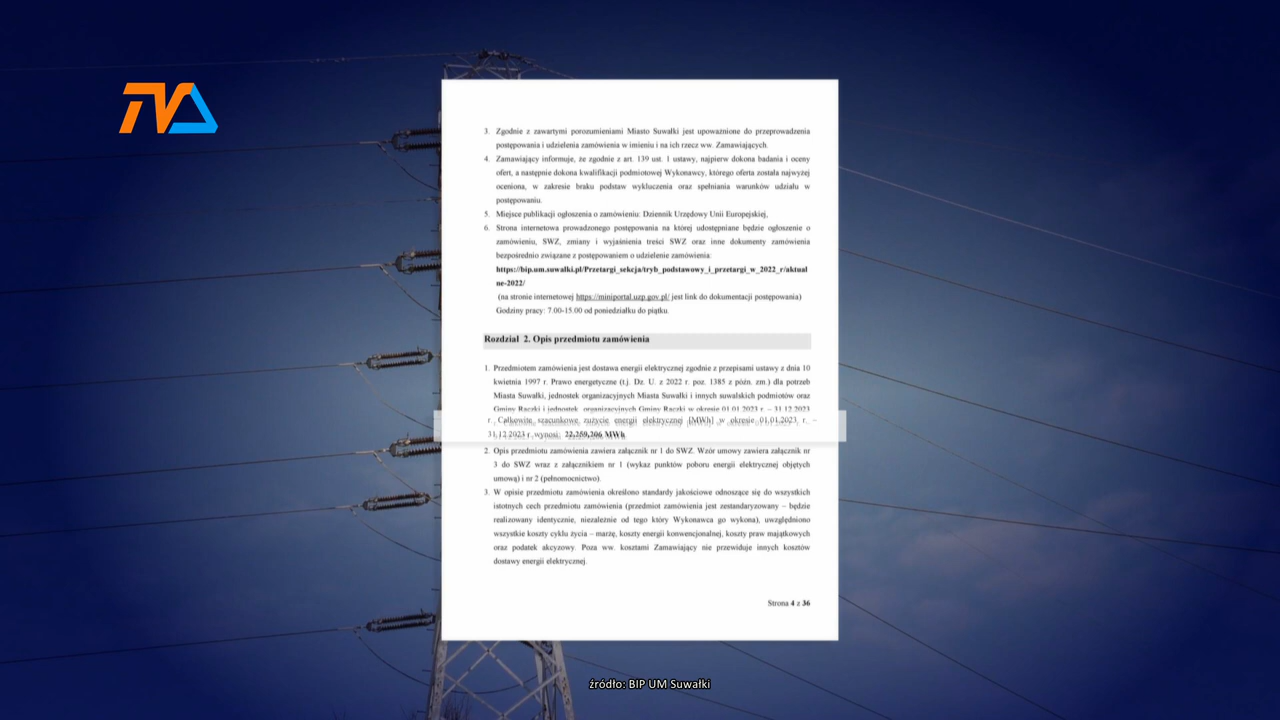 TVS
3. Zgodnie z zawartymi porozumieniami Miasto Suwałki jest upoważnione do przeprowadzenia
postępowania i udzielenia zamówienia w imieniu i na ich rzecz ww. Zamawiających.
4. Zamawiający informuje, że zgodnie z art. 139 ust. 1 ustawy, najpierw dokona badania i oceny
ofert, a następnie dokona kwalifikacji podmiotowej Wykonawcy, którego oferta została najwyżej
oceniona, w zakresie braku podstaw wykluczenia oraz spełniania warunków udziału w
postępowaniu.
5. Miejsce publikacji ogłoszenia o zamówieniu: Dziennik Urzędowy Unii Europejskiej,
6. Strona internetowa prowadzonego postępowania na której udostępniane będzie ogłoszenie o
zamówieniu, SWZ, zmiany i wyjaśnienia treści SWZ oraz inne dokumenty zamówienia
bezpośrednio związane z postępowaniem o udzielenie zamówienia:
https://bip.um.suwalki.pl/Przetargi_sekcja/tryb_podstawowy_i_przetargi_w_2022_r/aktual
ne-2022/
(na stronie internetowej https://miniportal.uzp.gov.pl/ jest link do dokumentacji postępowania)
Godziny pracy: 7.00-15.00 od poniedziałku do piątku.
Rozdział 2. Opis przedmiotu zamówienia
1. Przedmiotem zamówienia jest dostawa energii elektrycznej zgodnie z przepisami ustawy z dnia 10
kwietnia 1997 r. Prawo energetyczne (t.j. Dz. U. z 2022 r. poz. 1385 z późn. zm.) dla potrzeb
Miasta Suwałki, jednostek organizacyjnych Miasta Suwałki i innych suwalskich podmiotów oraz
Gminy Raczki i jednostek organizacyjnych Gminy Raczki w okresie 01.01.2023 r. – 31.12.2023
r. Całkowite szacunkowe zużycie energii elektrycznej [MWh] w okresie 01.01.2023 r. –
31.12.2023 r. wynosi: 22.259,206 MWh
2. Opis przedmiotu zamówienia zawiera załącznik nr 1 do SWZ. Wzór umowy zawiera załącznik nr
3 do SWZ wraz z załącznikiem nr 1 (wykaz punktów poboru energii elektrycznej objętych
umową) i nr 2 (pełnomocnictwo).
3. W opisie przedmiotu zamówienia określono standardy jakościowe odnoszące się do wszystkich
istotnych cech przedmiotu zamówienia (przedmiot zamówienia jest zestandaryzowany – będzie
realizowany identycznie, niezależnie od tego który Wykonawca go wykona), uwzględniono
wszystkie koszty cyklu życia – marżę, koszty energii konwencjonalnej, koszty praw majątkowych
oraz podatek akcyzowy. Poza ww. kosztami Zamawiający nie przewiduje innych kosztów
dostawy energii elektrycznej.
Strona 4 z 36
źródło: BIP UM Suwałki